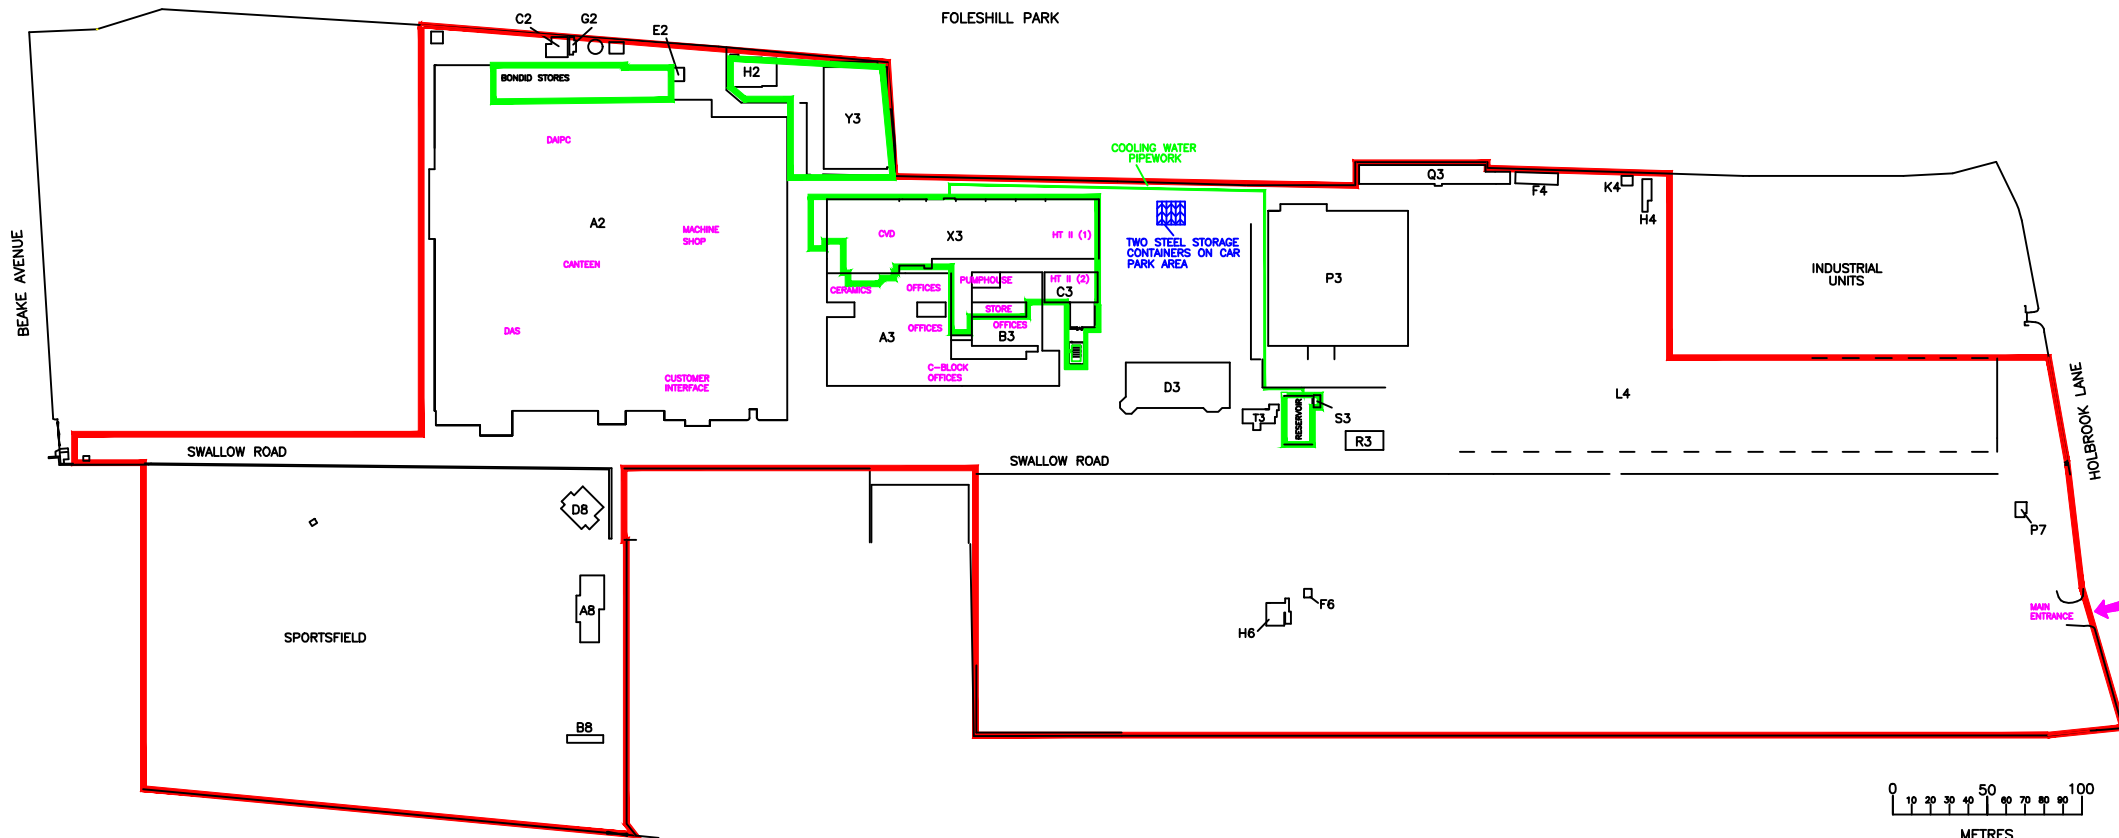 FOLESHILL PARK
C2
G2
E2
BONDID STORES
H2
Y3
DAIPC
COOLING WATER
PIPEWORK
Q3
F4
K4
H4
A2
MACHINE
SHOP
CANTEEN
DAS
CUSTOMER
INTERFACE
CVD
X3
HT II (1)
TWO STEEL STORAGE
CONTAINERS ON CAR
PARK AREA
CERAMICS
OFFICES
PUMPHOUSE
HT II (2)
C3
STORE
OFFICES
OFFICES
A3
B3
C-BLOCK
OFFICES
P3
INDUSTRIAL
UNITS
BEAKE AVENUE
D3
T3
RESERVOIR
S3
R3
L4
HOLBROOK LANE
SWALLOW ROAD
SWALLOW ROAD
D8
P7
A8
F6
H6
MAIN
ENTRANCE
SPORTSFIELD
B8
0 10 20 30 40 50 60 70 80 90 100
METRES